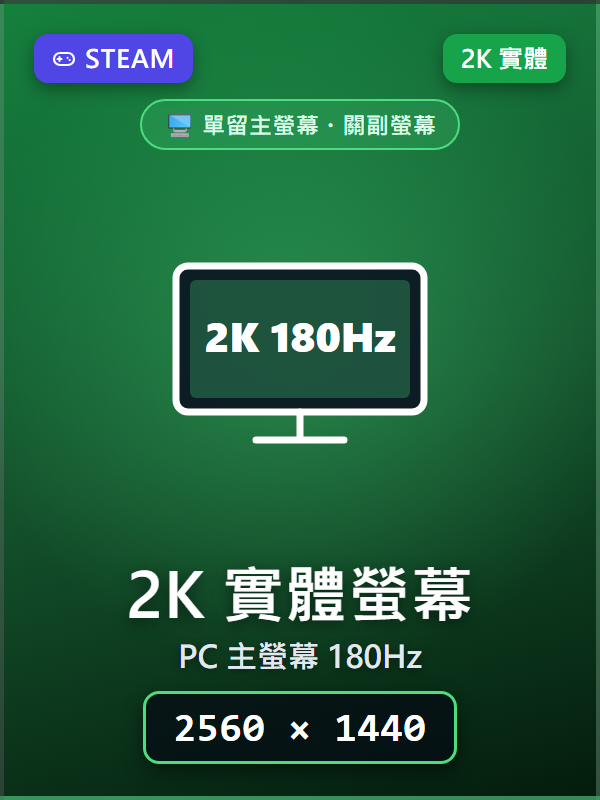 STEAM
2K 實體
單留主螢幕 · 關副螢幕
2K 180Hz
2K 實體螢幕
PC 主螢幕 180Hz
2560 × 1440